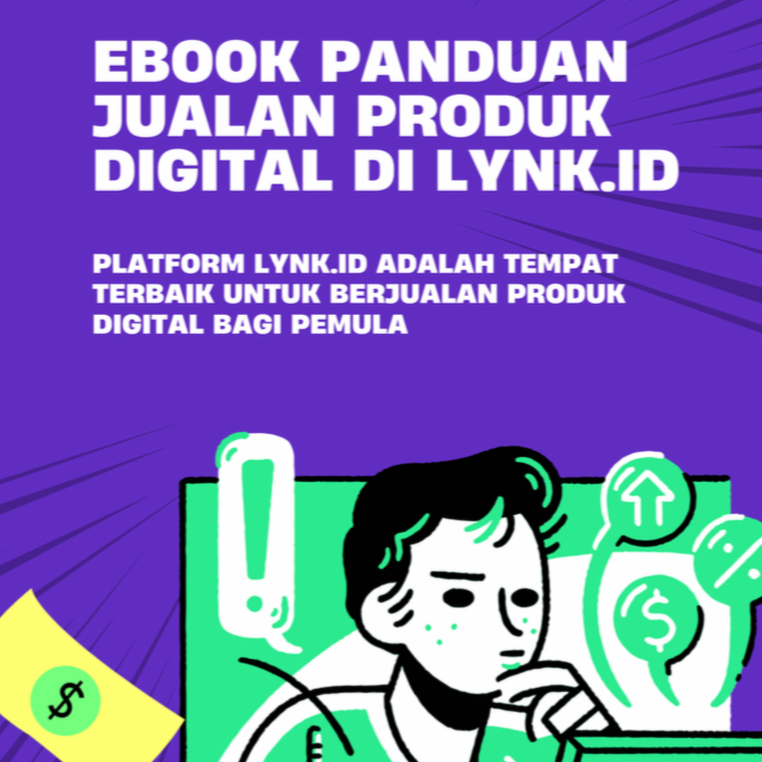 EBOOK PANDUAN
JUALAN PRODUK
DIGITAL DI LYNK.ID
PLATFORM LYNK.ID ADALAH TEMPAT
TERBAIK UNTUK BERJUALAN PRODUK
DIGITAL BAGI PEMULA
$
%
$